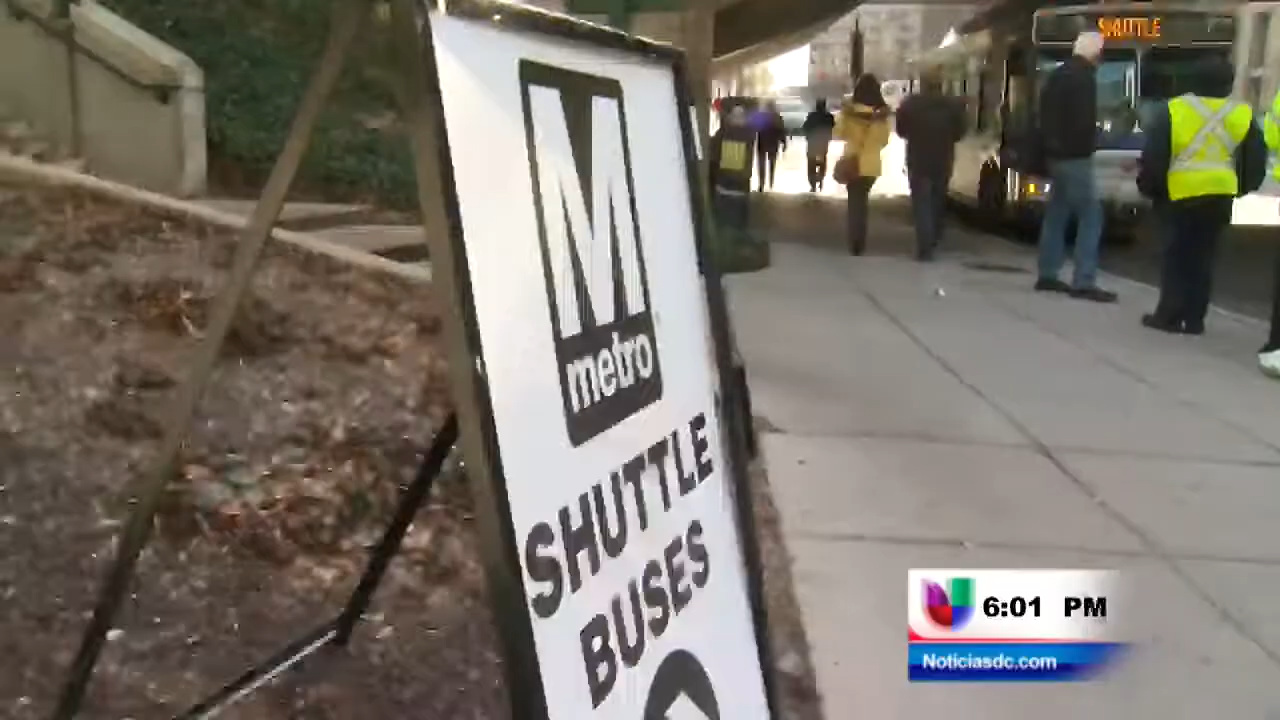 SHUTTLE
M
metro
SHUTTLE
BUSES
6:01 PM
Noticiasdc.com